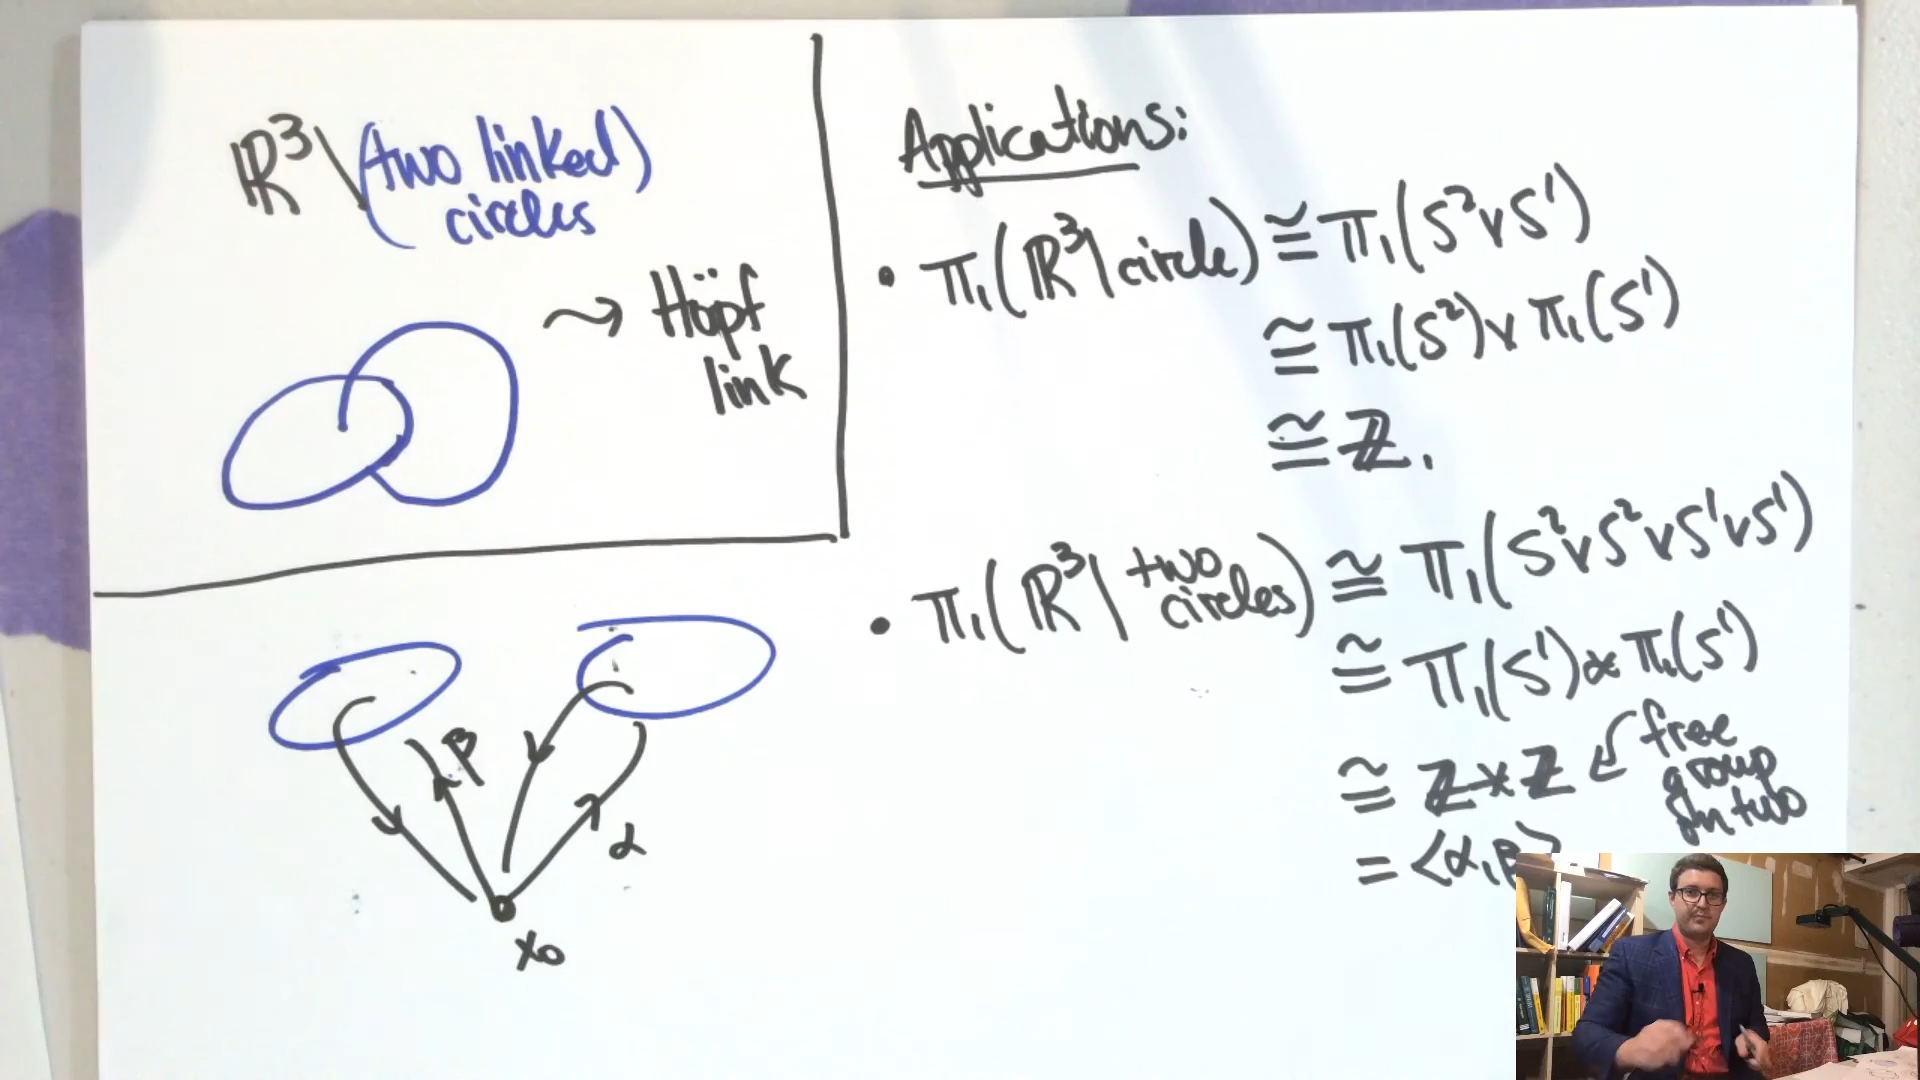 ℝ³\(two linked)
circles
⇝ Höpf
link
β
α
x₀
Applications:
• π₁(ℝ³\circle) ≅ π₁(S²∨S¹)
≅ π₁(S²)∨π₁(S¹)
≅ ℤ.
• π₁(ℝ³\two circles) ≅ π₁(S²∨S²∨S¹∨S¹)
≅ π₁(S¹)*π₁(S¹)
≅ ℤ*ℤ
free
group
on two
= <α,β>